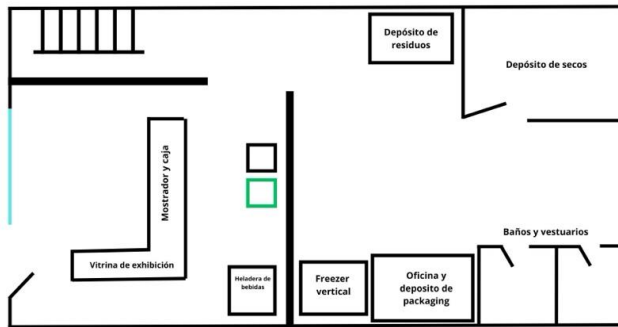 Depósito de
residuos
Depósito de secos
Mostrador y caja
Baños y vestuarios
Vitrina de exhibición
Heladera de
bebidas
Freezer
vertical
Oficina y
deposito de
packaging